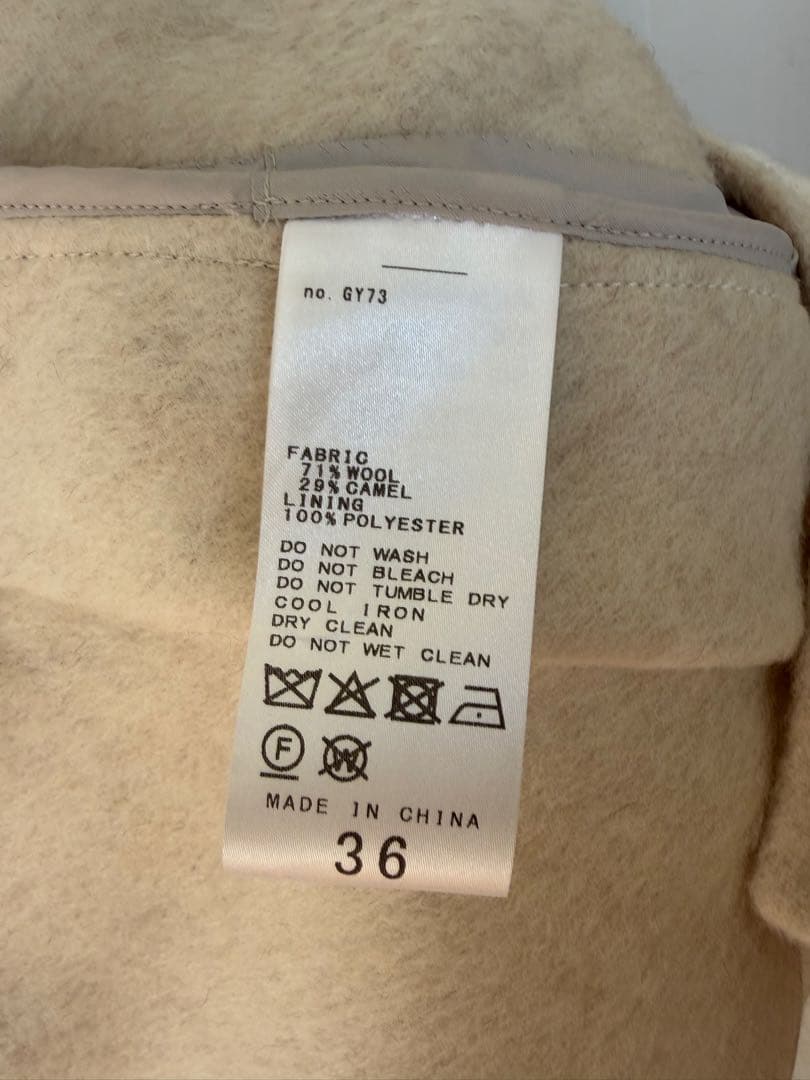 no. GY73
FABRIC
71% WOOL
29% CAMEL
LINING
100% POLYESTER
DO NOT WASH
DO NOT BLEACH
DO NOT TUMBLE DRY
COOL IRON
DRY CLEAN
DO NOT WET CLEAN
F W
MADE IN CHINA
36